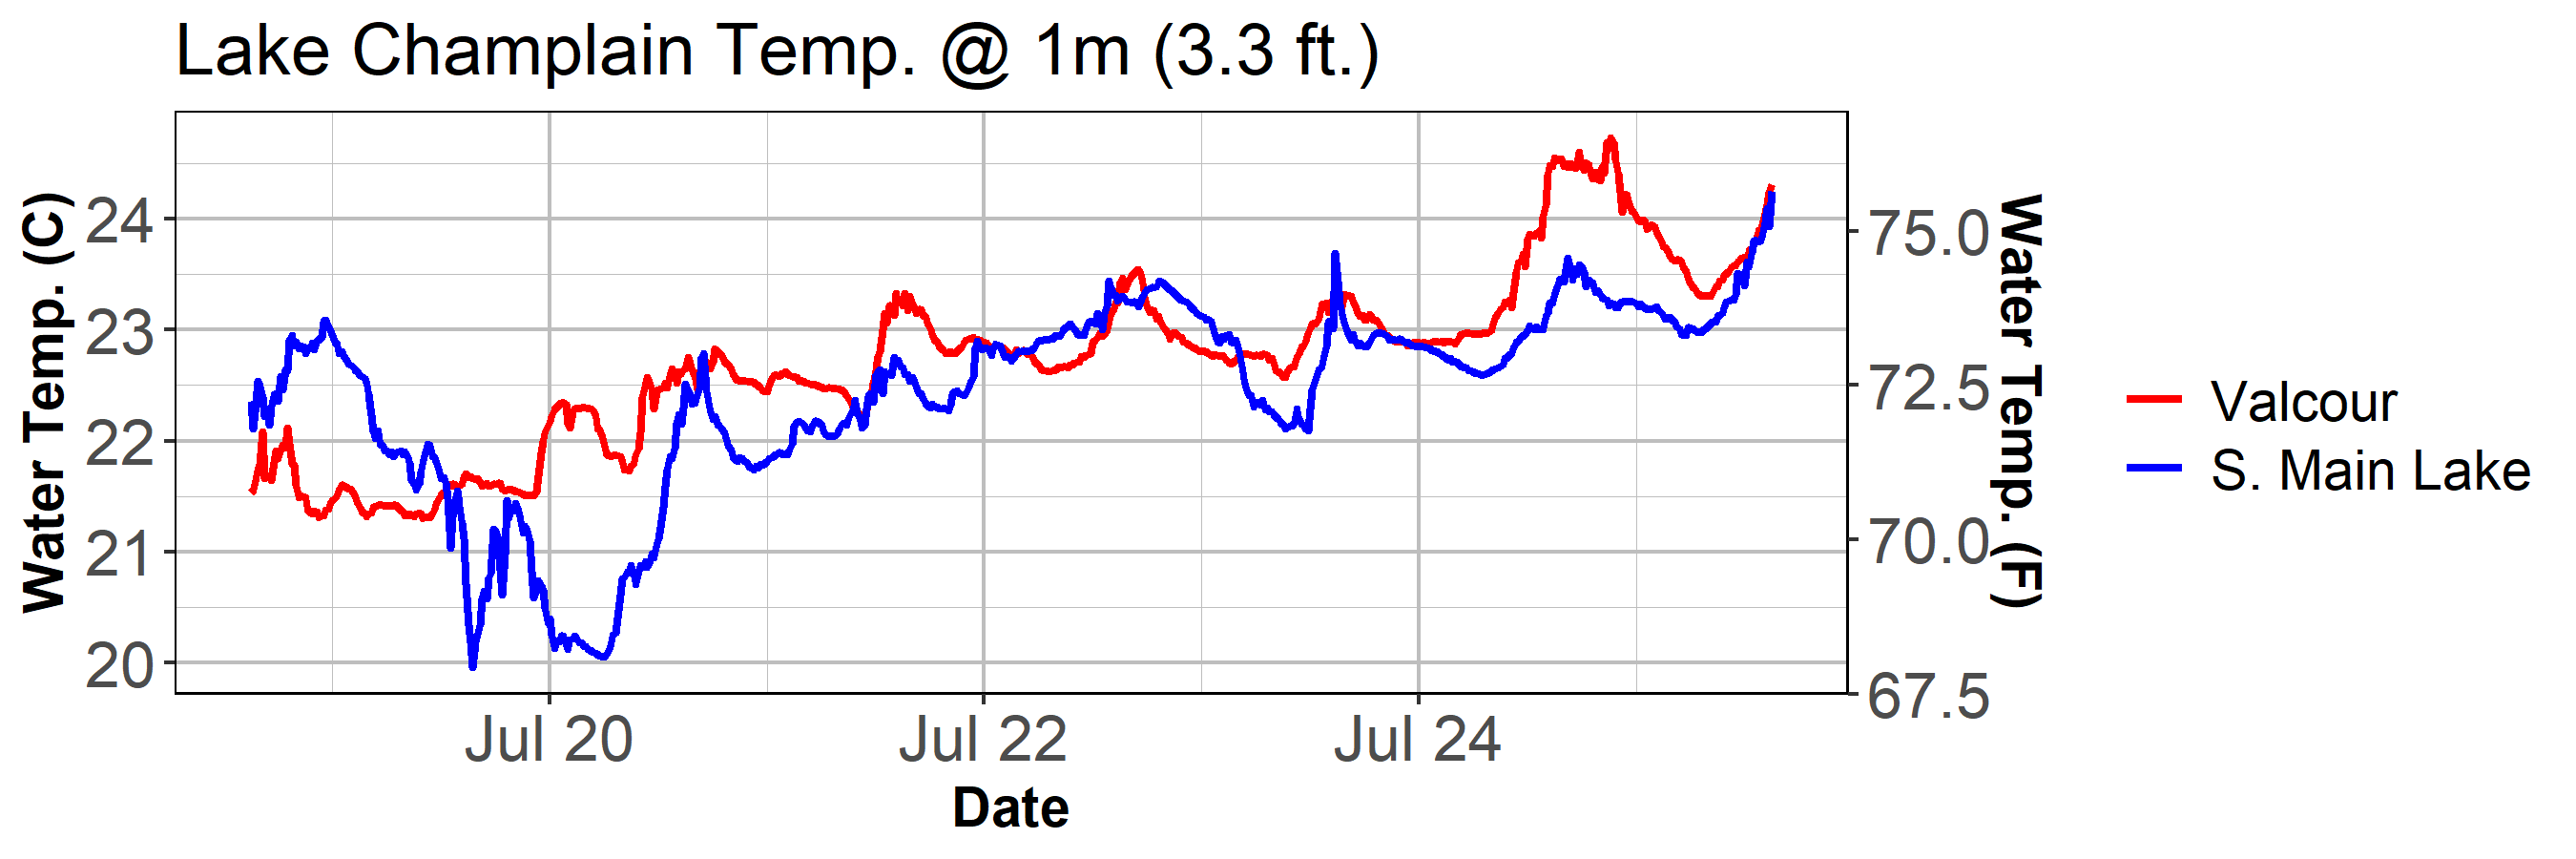 Lake Champlain Temp. @ 1m (3.3 ft.)
Water Temp. (C)
24
23
22
21
20
75.0
72.5
70.0
67.5
Water Temp. (F)
Jul 20
Jul 22
Jul 24
Date
Valcour
S. Main Lake